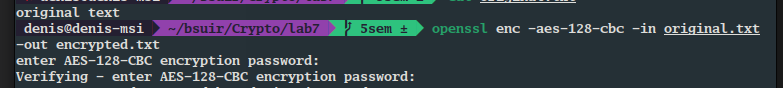 original text
denis@denis-msi ~/bsuir/Crypto/lab7 5sem ± openssl enc -aes-128-cbc -in original.txt
-out encrypted.txt
enter AES-128-CBC encryption password:
Verifying - enter AES-128-CBC encryption password: